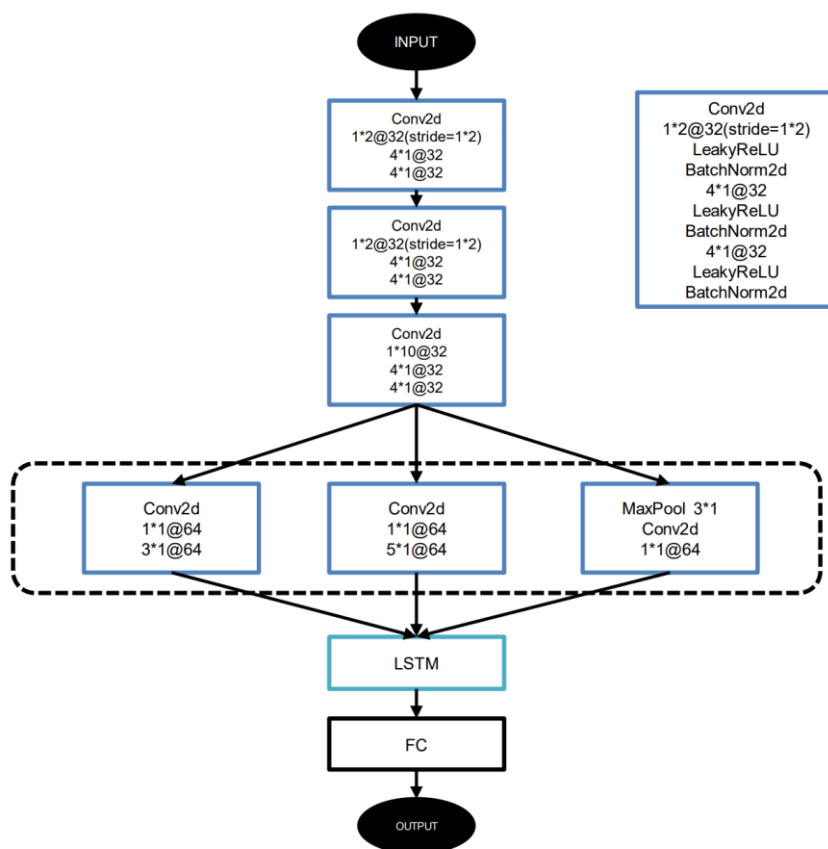 INPUT
Conv2d
1*2@32(stride=1*2)
4*1@32
4*1@32
Conv2d
1*2@32(stride=1*2)
LeakyReLU
BatchNorm2d
4*1@32
LeakyReLU
BatchNorm2d
4*1@32
LeakyReLU
BatchNorm2d
Conv2d
1*2@32(stride=1*2)
4*1@32
4*1@32
Conv2d
1*10@32
4*1@32
4*1@32
Conv2d
1*1@64
3*1@64
Conv2d
1*1@64
5*1@64
MaxPool 3*1
Conv2d
1*1@64
LSTM
FC
OUTPUT